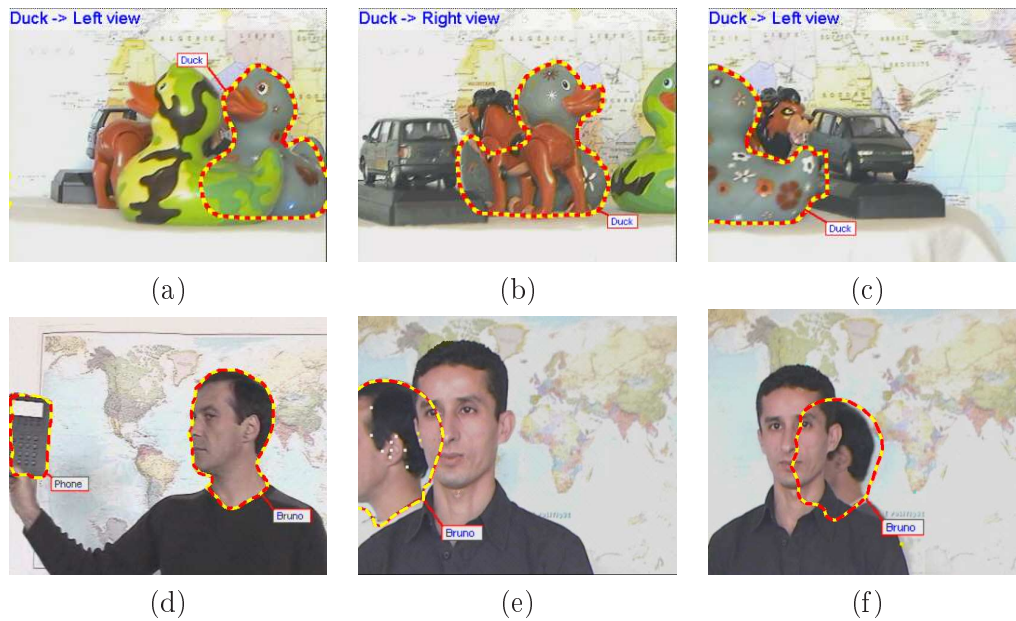 Duck -> Left view
Duck
Duck -> Right view
Duck
Duck -> Left view
Duck
(a)
(b)
(c)
Phone
Bruno
Bruno
Bruno
(d)
(e)
(f)